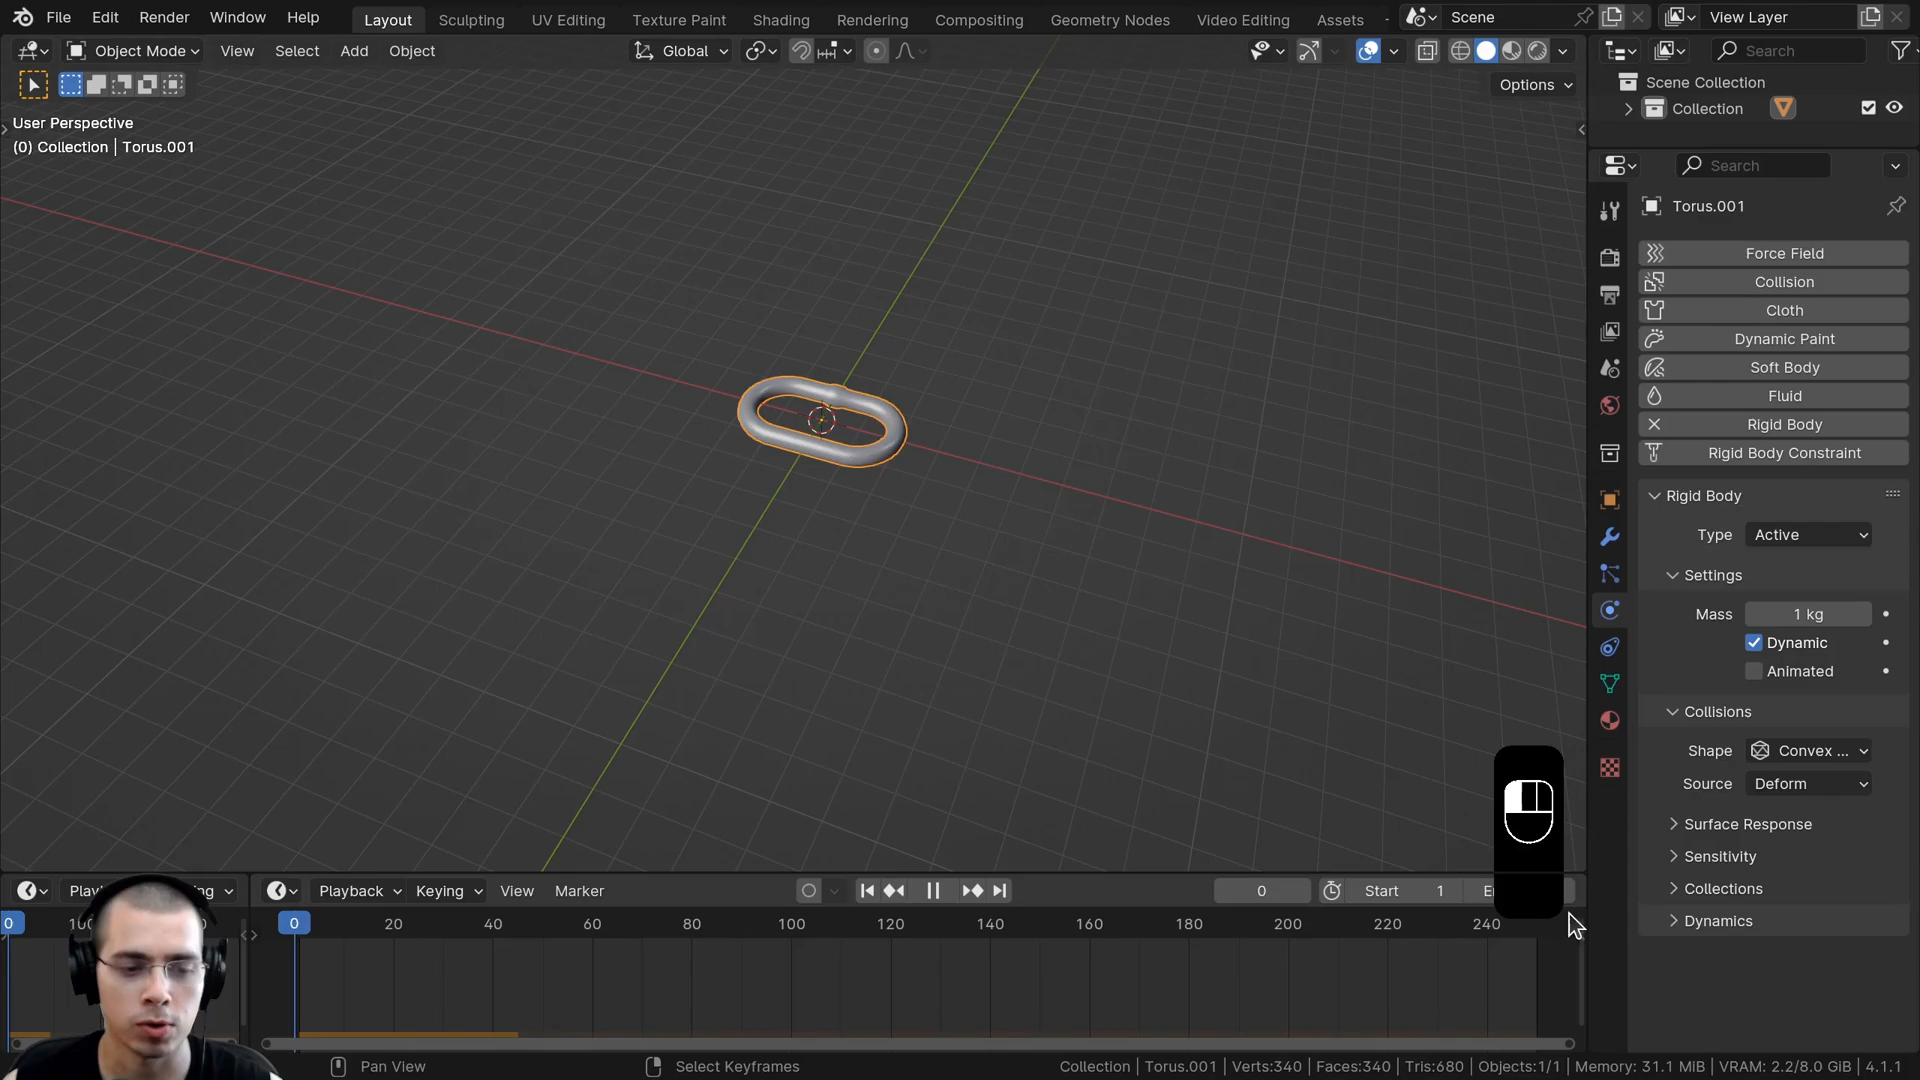 File Edit Render Window Help Layout Sculpting UV Editing Texture Paint Shading Rendering Compositing Geometry Nodes Video Editing Assets Scene View Layer
Object Mode View Select Add Object Global Search
Options
User Perspective
(0) Collection | Torus.001
Scene Collection
Collection
Search
Torus.001
Force Field
Collision
Cloth
Dynamic Paint
Soft Body
Fluid
Rigid Body
Rigid Body Constraint
Rigid Body
Type Active
Settings
Mass 1 kg
Dynamic
Animated
Collisions
Shape Convex ...
Source Deform
Surface Response
Sensitivity
Collections
Dynamics
Playback Keying View Marker 0 Start 1
0 0 20 40 60 80 100 120 140 160 180 200 220 240
Pan View Select Keyframes Collection | Torus.001 | Verts:340 | Faces:340 | Tris:680 | Objects:1/1 | Memory: 31.1 MiB | VRAM: 2.2/8.0 GiB | 4.1.1